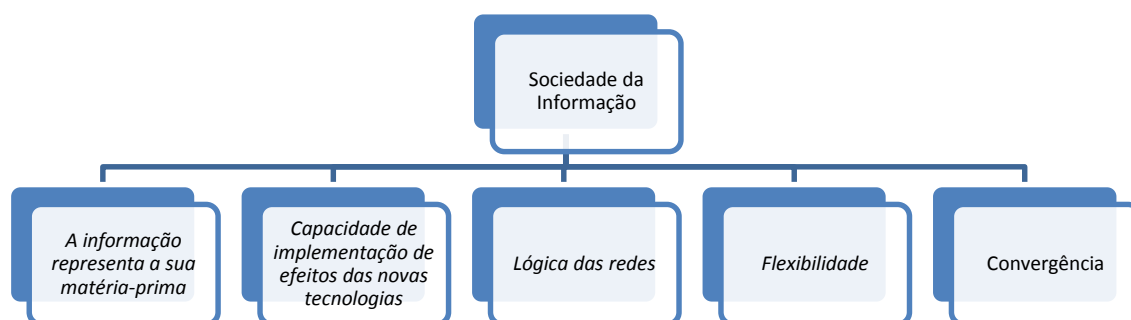 Sociedade da
Informação
A informação
representa a sua
matéria-prima
Capacidade de
implementação de
efeitos das novas
tecnologias
Lógica das redes
Flexibilidade
Convergência